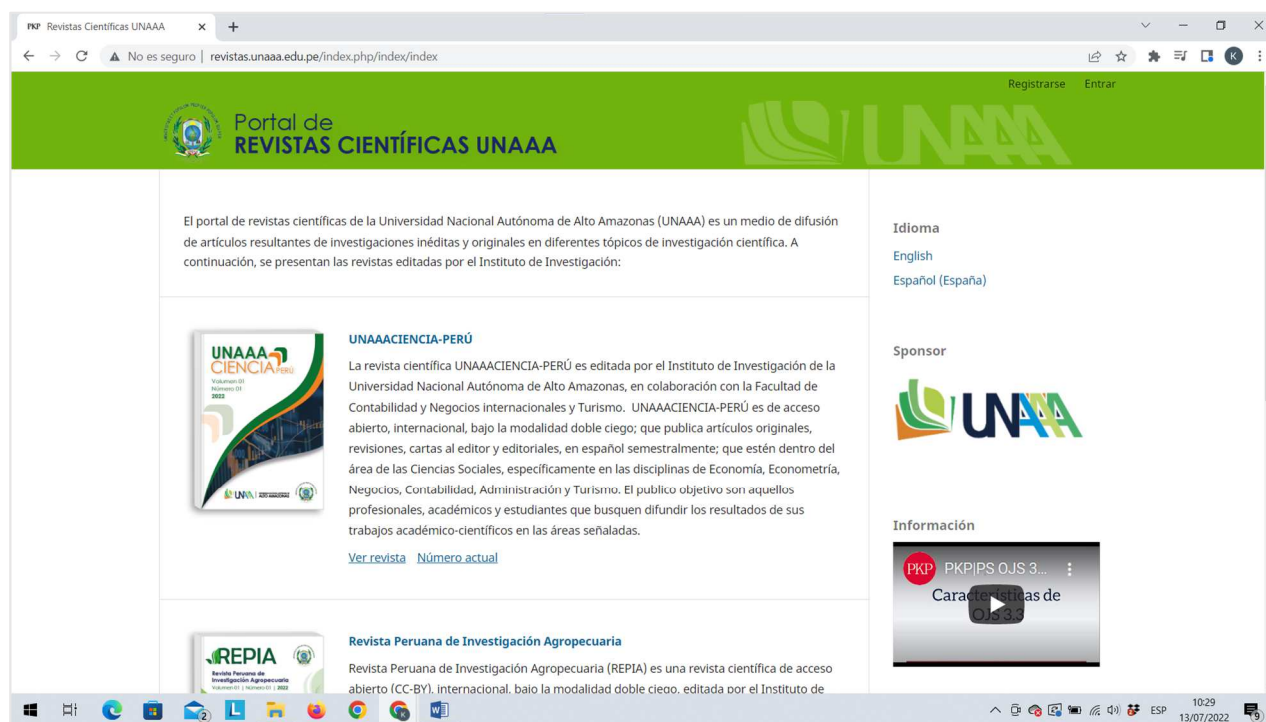 PKP Revistas Científicas UNAAA
No es seguro | revistas.unaaa.edu.pe/index.php/index/index
K
Registrarse Entrar
Portal de
REVISTAS CIENTÍFICAS UNAAA
UNAAA
El portal de revistas científicas de la Universidad Nacional Autónoma de Alto Amazonas (UNAAA) es un medio de difusión
de artículos resultantes de investigaciones inéditas y originales en diferentes tópicos de investigación científica. A
continuación, se presentan las revistas editadas por el Instituto de Investigación:
UNAAA
CIENCIA PERÚ
Volumen 01
Número 01
2022
UNAAA
ALTO AMAZONAS
UNAAACIENCIA-PERÚ
La revista científica UNAAACIENCIA-PERÚ es editada por el Instituto de Investigación de la
Universidad Nacional Autónoma de Alto Amazonas, en colaboración con la Facultad de
Contabilidad y Negocios internacionales y Turismo. UNAAACIENCIA-PERÚ es de acceso
abierto, internacional, bajo la modalidad doble ciego; que publica artículos originales,
revisiones, cartas al editor y editoriales, en español semestralmente; que estén dentro del
área de las Ciencias Sociales, específicamente en las disciplinas de Economía, Econometría,
Negocios, Contabilidad, Administración y Turismo. El publico objetivo son aquellos
profesionales, académicos y estudiantes que busquen difundir los resultados de sus
trabajos académico-científicos en las áreas señaladas.
Ver revista Número actual
REPIA
Revista Peruana de
Investigación Agropecuaria
Volumen 01 | Número 01 | 2022
Revista Peruana de Investigación Agropecuaria
Revista Peruana de Investigación Agropecuaria (REPIA) es una revista científica de acceso
abierto (CC-BY), internacional, bajo la modalidad doble ciego, editada por el Instituto de
Idioma
English
Español (España)
Sponsor
UNAAA
Información
PKP PKP|PS OJS 3...
Características de
OJS 3.3
2
L
K
W
ESP
10:29
13/07/2022
9